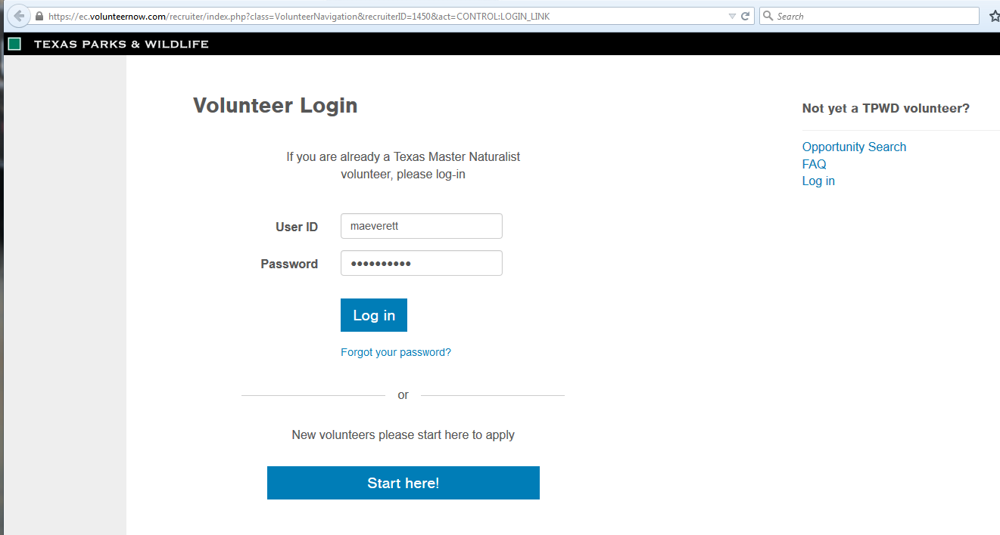 https://ec.volunteernow.com/recruiter/index.php?class=VolunteerNavigation&recruiterID=1450&act=CONTROL:LOGIN_LINK
Search
TEXAS PARKS & WILDLIFE
Volunteer Login
If you are already a Texas Master Naturalist
volunteer, please log-in
User ID maeverett
Password ••••••••••
Log in
Forgot your password?
or
New volunteers please start here to apply
Start here!
Not yet a TPWD volunteer?
Opportunity Search
FAQ
Log in